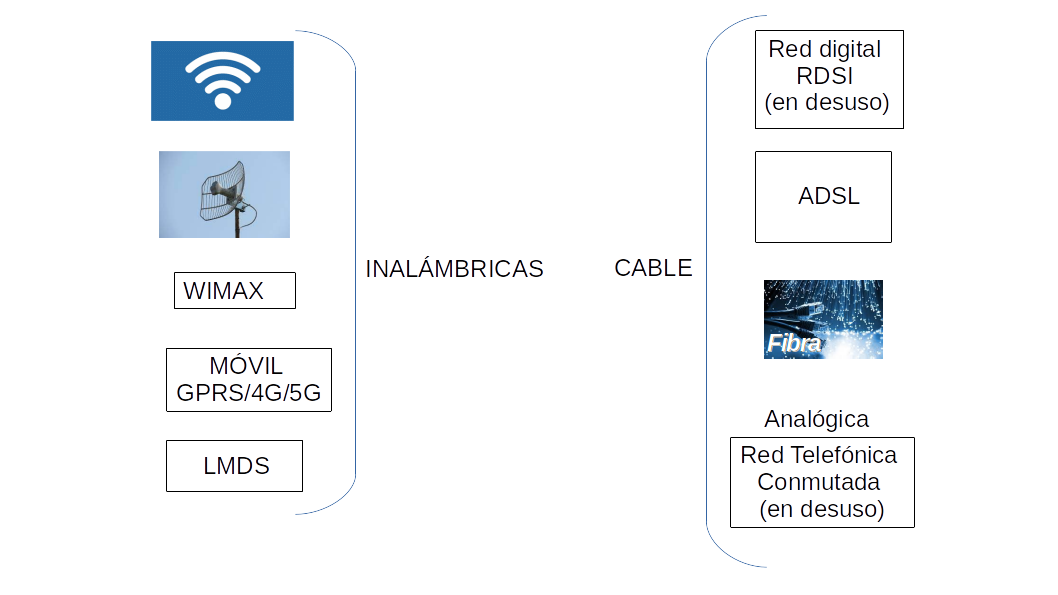 WIMAX
MÓVIL
GPRS/4G/5G
LMDS
INALÁMBRICAS
CABLE
Red digital
RDSI
(en desuso)
ADSL
Fibra
Analógica
Red Telefónica
Conmutada
(en desuso)